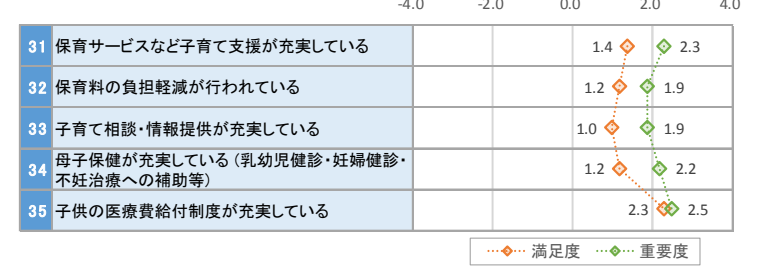 -4.0 -2.0 0.0 2.0 4.0
31 保育サービスなど子育て支援が充実している 1.4 2.3
32 保育料の負担軽減が行われている 1.2 1.9
33 子育て相談・情報提供が充実している 1.0 1.9
34 母子保健が充実している（乳幼児健診・妊婦健診・
不妊治療への補助等） 1.2 2.2
35 子供の医療費給付制度が充実している 2.3 2.5
満足度 重要度